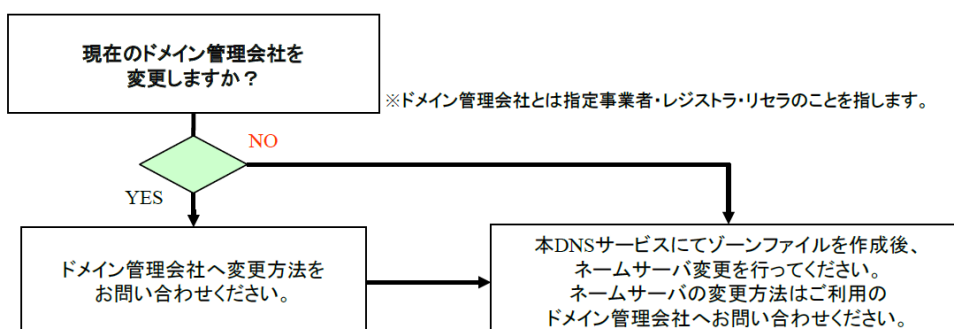 現在のドメイン管理会社を
変更しますか？
※ドメイン管理会社とは指定事業者・レジストラ・リセラのことを指します。
NO
YES
ドメイン管理会社へ変更方法を
お問い合わせください。
本DNSサービスにてゾーンファイルを作成後、
ネームサーバ変更を行ってください。
ネームサーバの変更方法はご利用の
ドメイン管理会社へお問い合わせください。